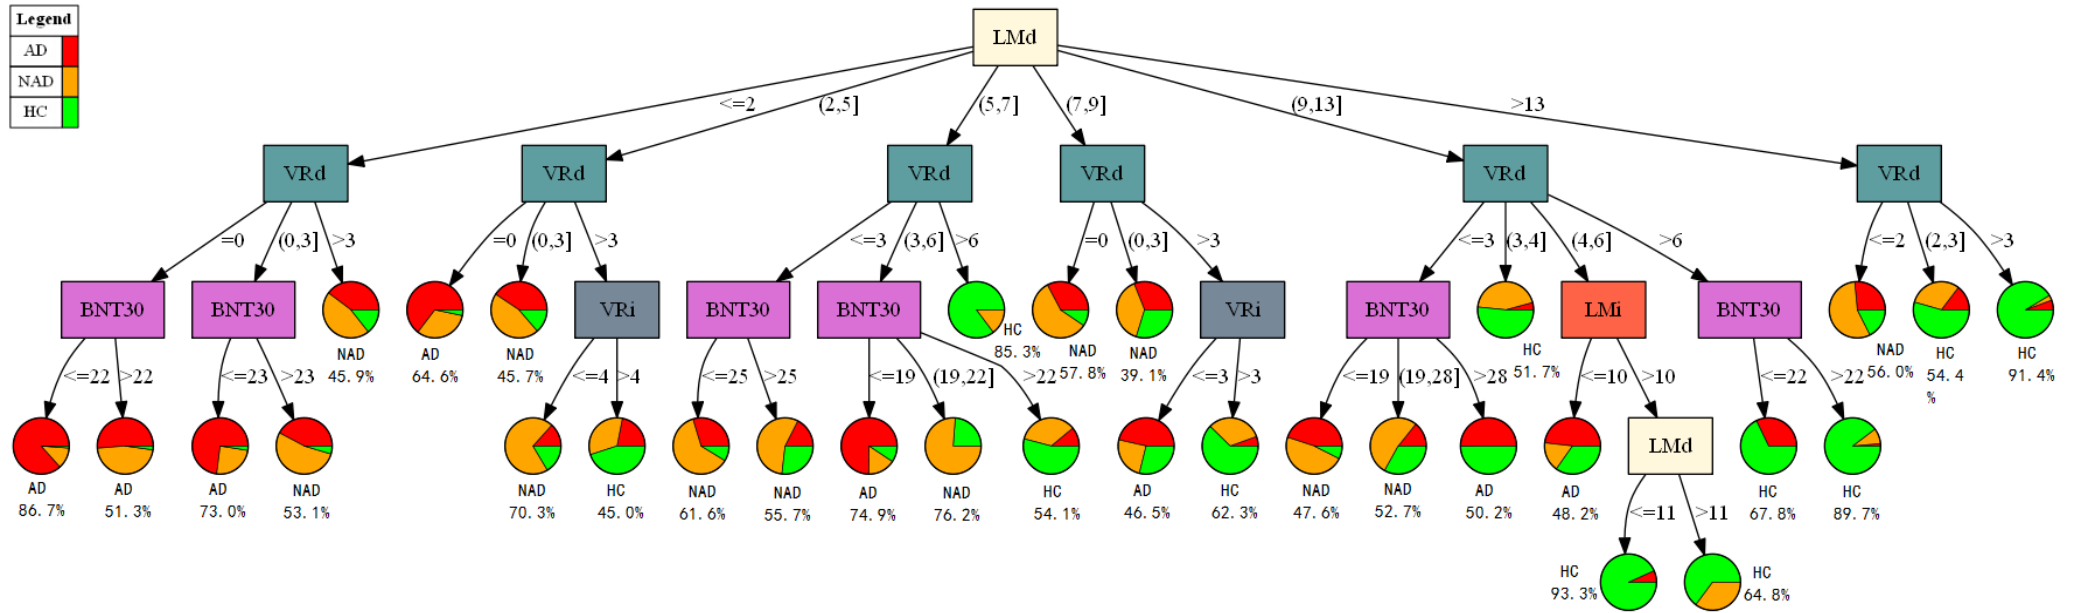 Legend
AD
NAD
HC
LMd
<=2
(2,5]
(5,7]
(7,9]
(9,13]
>13
VRd
VRd
VRd
VRd
VRd
VRd
=0
(0,3]
>3
=0
(0,3]
>3
<=3
(3,6]
>6
=0
(0,3]
>3
<=3
(3,4]
(4,6]
>6
<=2
(2,3]
>3
BNT30
BNT30
NAD
45.9%
AD
64.6%
NAD
45.7%
VRi
BNT30
BNT30
HC
85.3%
NAD
57.8%
NAD
39.1%
VRi
BNT30
HC
51.7%
LMi
BNT30
NAD
56.0%
HC
54.4
%
HC
91.4%
<=22
>22
<=23
>23
<=4
>4
<=25
>25
<=19
(19,22]
>22
<=3
>3
<=19
(19,28]
>28
<=10
>10
<=22
>22
AD
86.7%
AD
51.3%
AD
73.0%
NAD
53.1%
NAD
70.3%
HC
45.0%
NAD
61.6%
NAD
55.7%
AD
74.9%
NAD
76.2%
HC
54.1%
AD
46.5%
HC
62.3%
NAD
47.6%
NAD
52.7%
AD
50.2%
AD
48.2%
LMd
HC
67.8%
HC
89.7%
<=11
>11
HC
93.3%
HC
64.8%